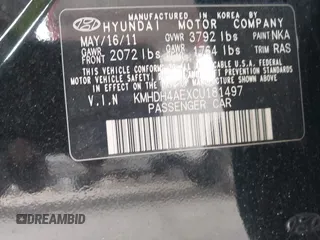 MANUFACTURED IN KOREA
HYUNDAI MOTOR COMPANY
MAY/16/11 GVWR 3792 lbs PAINT NKA
GAWR FRONT 2072 lbs GAWR 1764 lbs TRIM RAS
THIS VEHICLE CONFORMS TO ALL APPLICABLE
FEDERAL MOTOR VEHICLE SAFETY, BUMPER, AND
THEFT PREVENTION STANDARDS IN EFFECT ON
THE DATE OF MANUFACTURE SHOWN ABOVE.
V.I.N KMHDH4AEXCU181497
PASSENGER CAR
DREAMBID